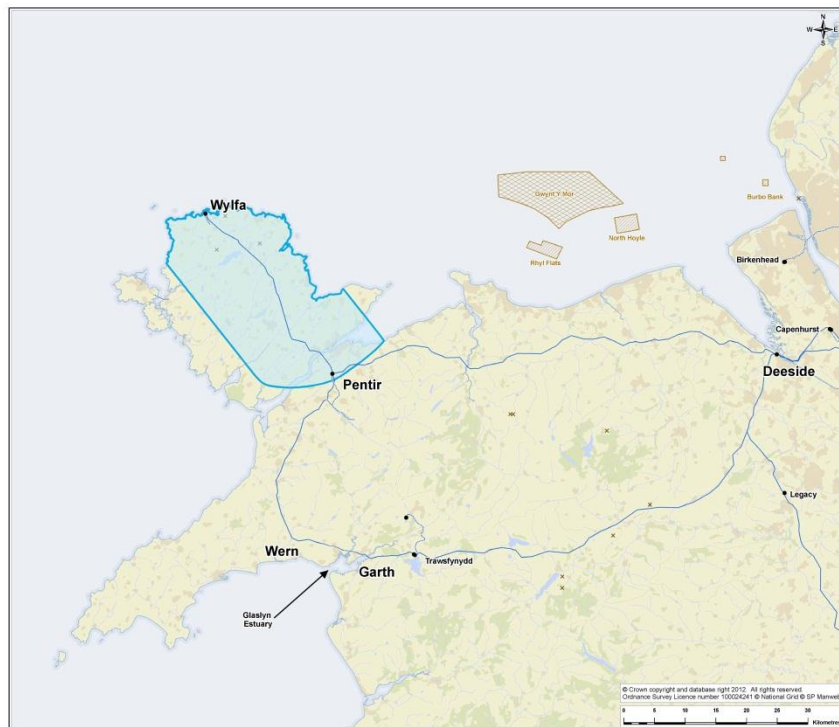 N
W E
S
Wylfa
Gwynt Y Mor
Burbo Bank
North Hoyle
Rhyl Flats
Birkenhead
Capenhurst
Deeside
Pentir
Legacy
Wern
Garth
Trawsfynydd
Glaslyn
Estuary
© Crown copyright and database right 2012. All rights reserved.
Ordnance Survey Licence number 100024241 © National Grid © SP Manweb
0 5 10 15 20 25 30
Kilometre